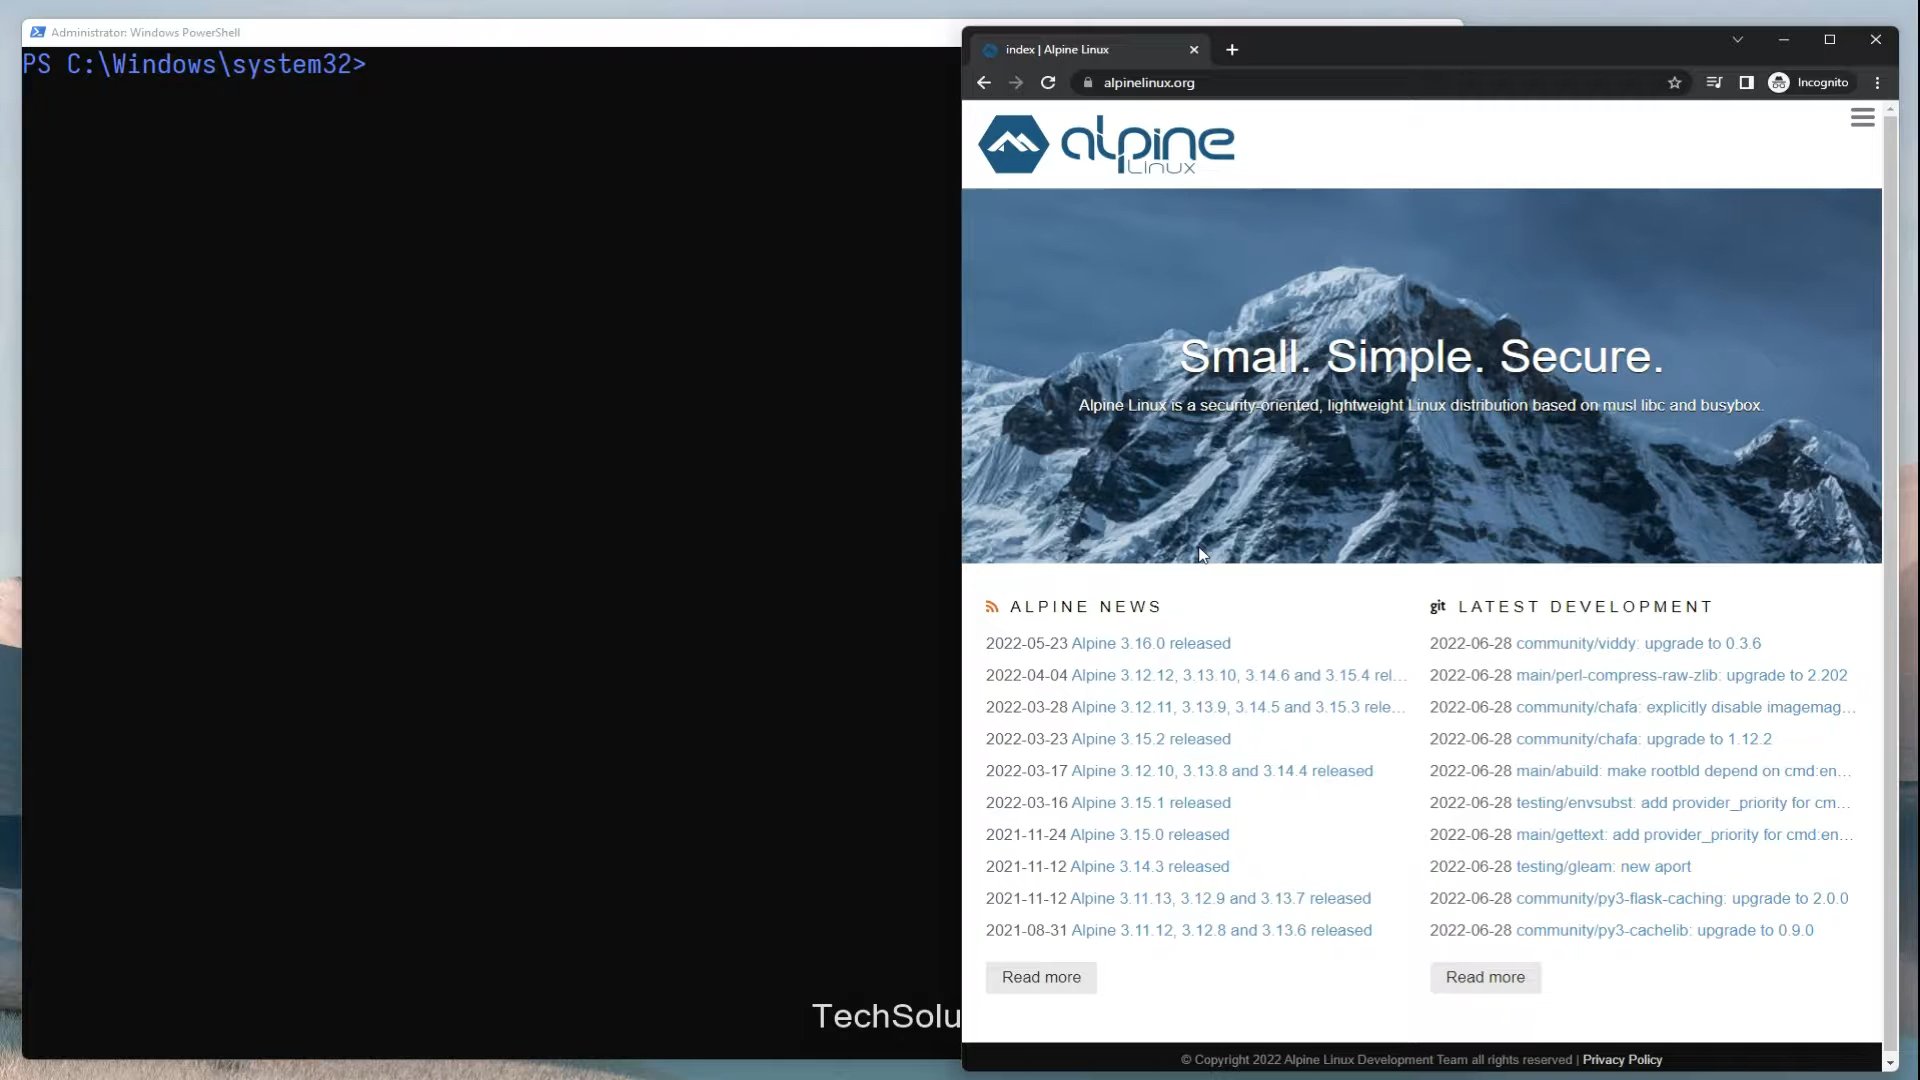 Administrator: Windows PowerShell
PS C:\Windows\system32>
index | Alpine Linux
alpinelinux.org
Incognito
alpine
Linux
Small. Simple. Secure.
Alpine Linux is a security-oriented, lightweight Linux distribution based on musl libc and busybox.
ALPINE NEWS
2022-05-23 Alpine 3.16.0 released
2022-04-04 Alpine 3.12.12, 3.13.10, 3.14.6 and 3.15.4 rel...
2022-03-28 Alpine 3.12.11, 3.13.9, 3.14.5 and 3.15.3 rele...
2022-03-23 Alpine 3.15.2 released
2022-03-17 Alpine 3.12.10, 3.13.8 and 3.14.4 released
2022-03-16 Alpine 3.15.1 released
2021-11-24 Alpine 3.15.0 released
2021-11-12 Alpine 3.14.3 released
2021-11-12 Alpine 3.11.13, 3.12.9 and 3.13.7 released
2021-08-31 Alpine 3.11.12, 3.12.8 and 3.13.6 released
Read more
git LATEST DEVELOPMENT
2022-06-28 community/viddy: upgrade to 0.3.6
2022-06-28 main/perl-compress-raw-zlib: upgrade to 2.202
2022-06-28 community/chafa: explicitly disable imagemag...
2022-06-28 community/chafa: upgrade to 1.12.2
2022-06-28 main/abuild: make rootbld depend on cmd:en...
2022-06-28 testing/envsubst: add provider_priority for cm...
2022-06-28 main/gettext: add provider_priority for cmd:en...
2022-06-28 testing/gleam: new aport
2022-06-28 community/py3-flask-caching: upgrade to 2.0.0
2022-06-28 community/py3-cachelib: upgrade to 0.9.0
Read more
TechSolu
© Copyright 2022 Alpine Linux Development Team all rights reserved | Privacy Policy